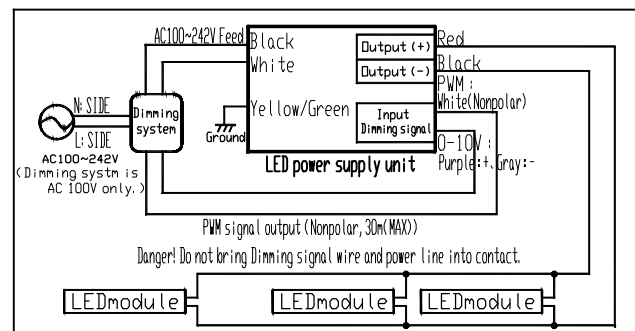 AC100~242V Feed
Black
White
Yellow/Green
Ground
Output (+)
Output (-)
Input
Dimming signal
Red
Black
PWM :
White(Nonpolar)
0-10V :
Purple:+、Gray:-
LED power supply unit
N: SIDE
L: SIDE
Dimming
system
AC100~242V
(Dimming systm is
AC 100V only.)
PWM signal output (Nonpolar, 30m(MAX))
Danger! Do not bring Dimming signal wire and power line into contact.
LEDmodule
LEDmodule
LEDmodule